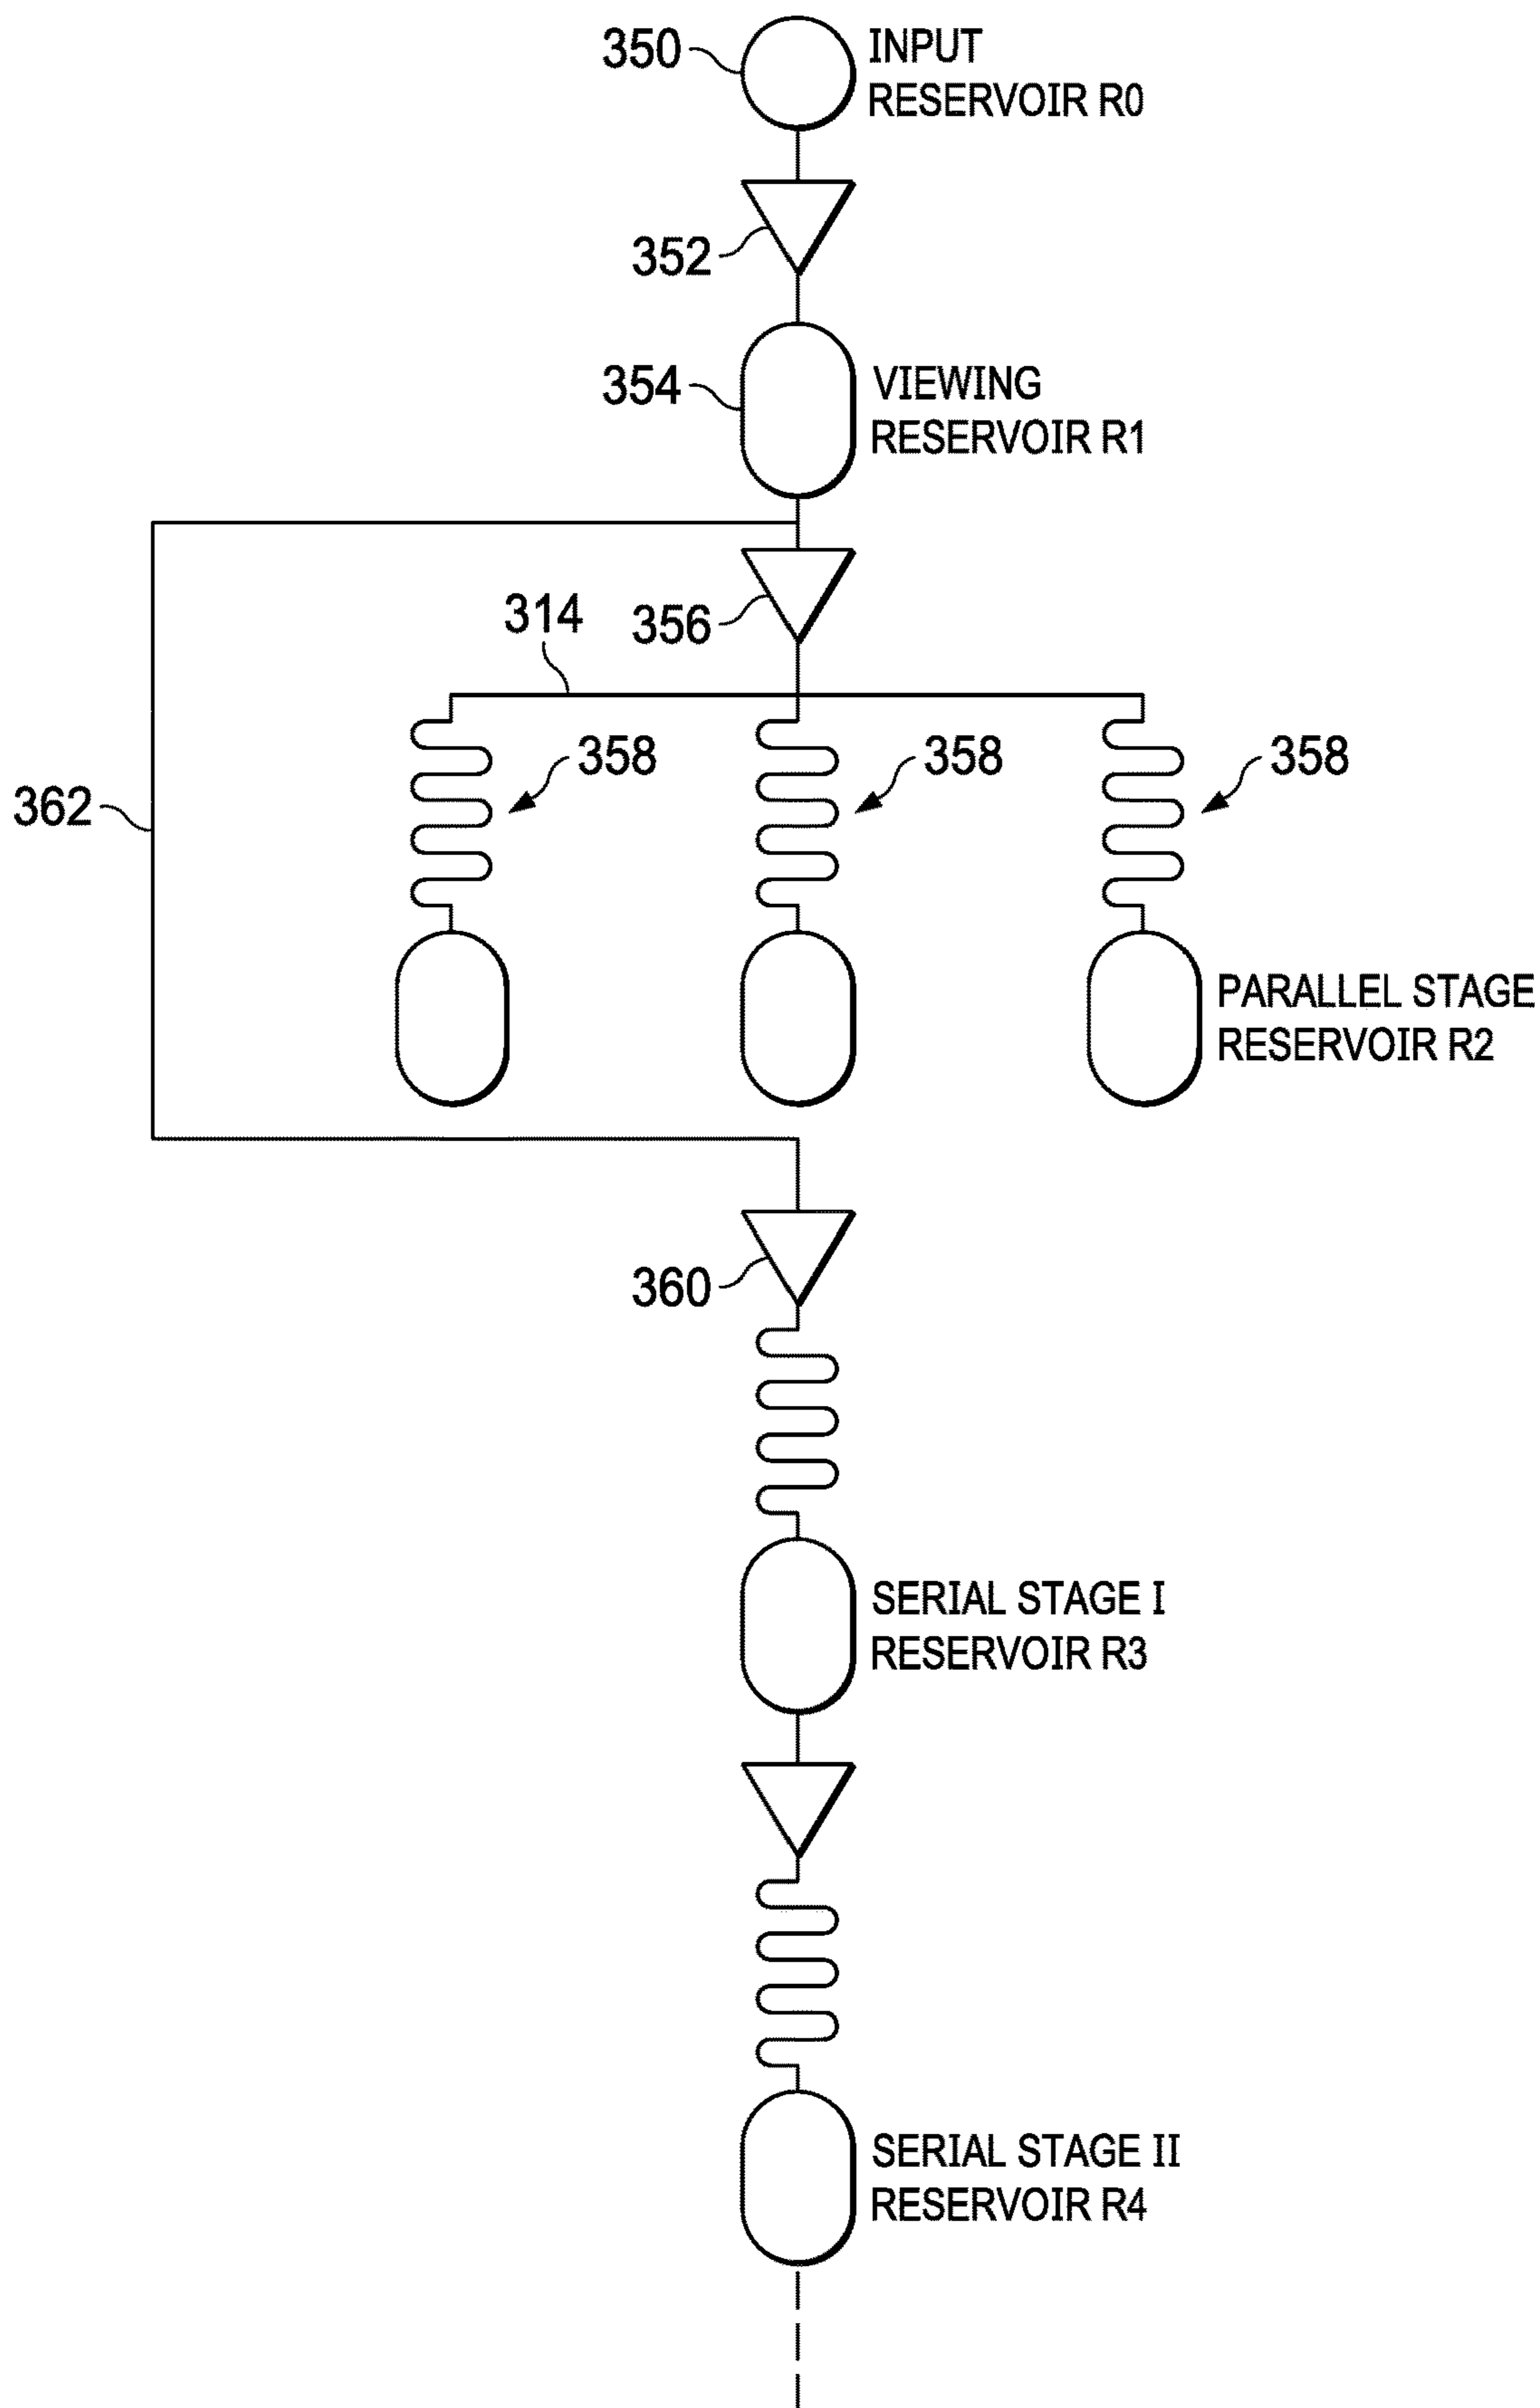 350
INPUT
RESERVOIR R0
352
354
VIEWING
RESERVOIR R1
314
356
358
358
358
362
PARALLEL STAGE
RESERVOIR R2
360
SERIAL STAGE I
RESERVOIR R3
SERIAL STAGE II
RESERVOIR R4